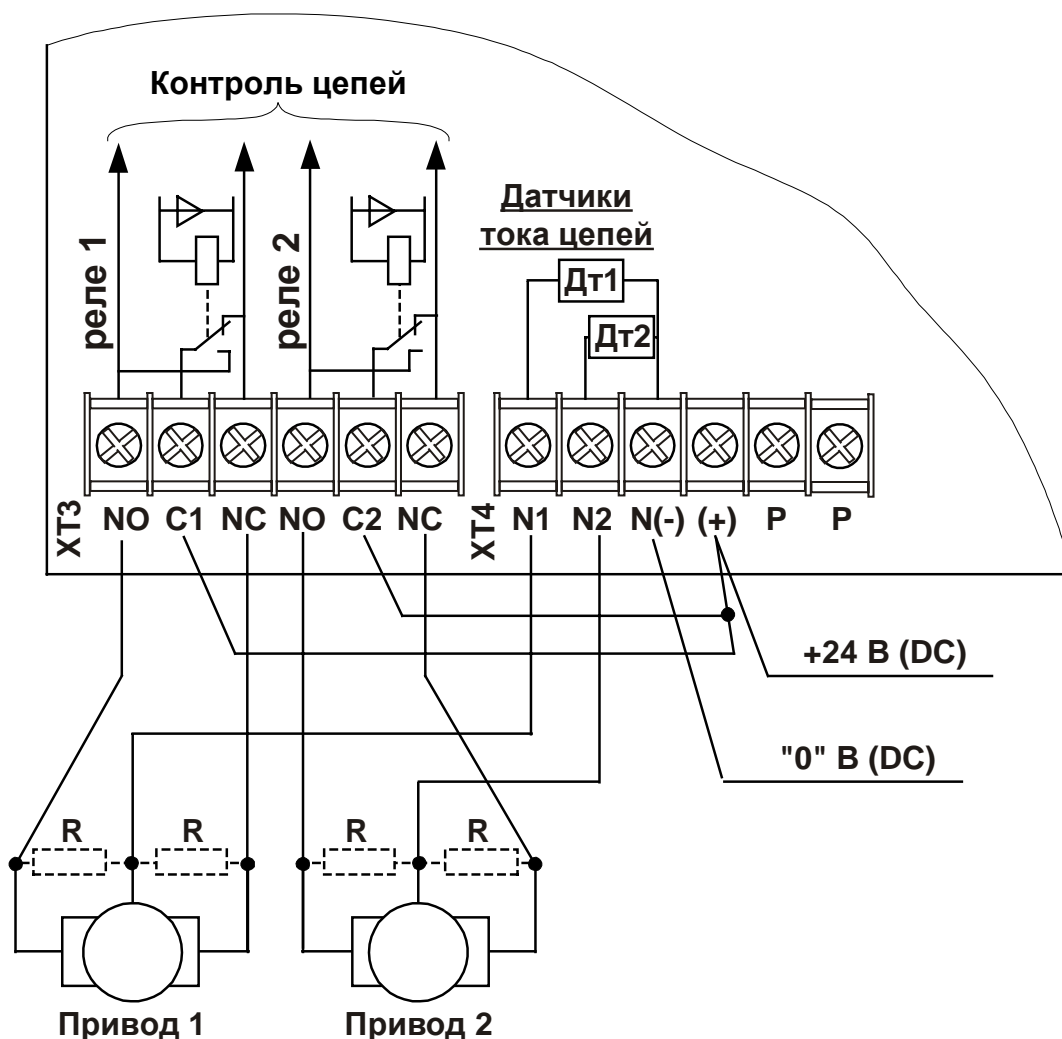 Контроль цепей
Датчики
тока цепей
реле 1
реле 2
Дт1
Дт2
XT3
NO C1 NC NO C2 NC
XT4
N1 N2 N(-) (+) P P
+24 В (DC)
"0" В (DC)
R R R R
Привод 1
Привод 2